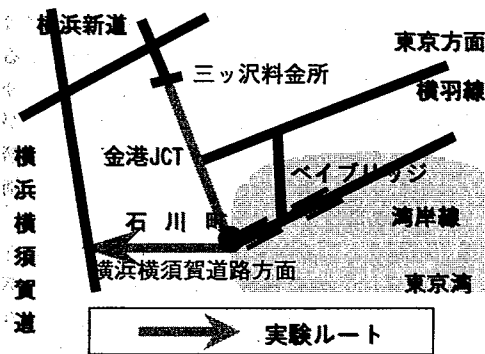 横浜新道
東京方面
三ッ沢料金所
横羽線
金港JCT
ベイブリッジ
横浜横須賀道
石川町
湾岸線
横浜横須賀道路方面
東京湾
実験ルート